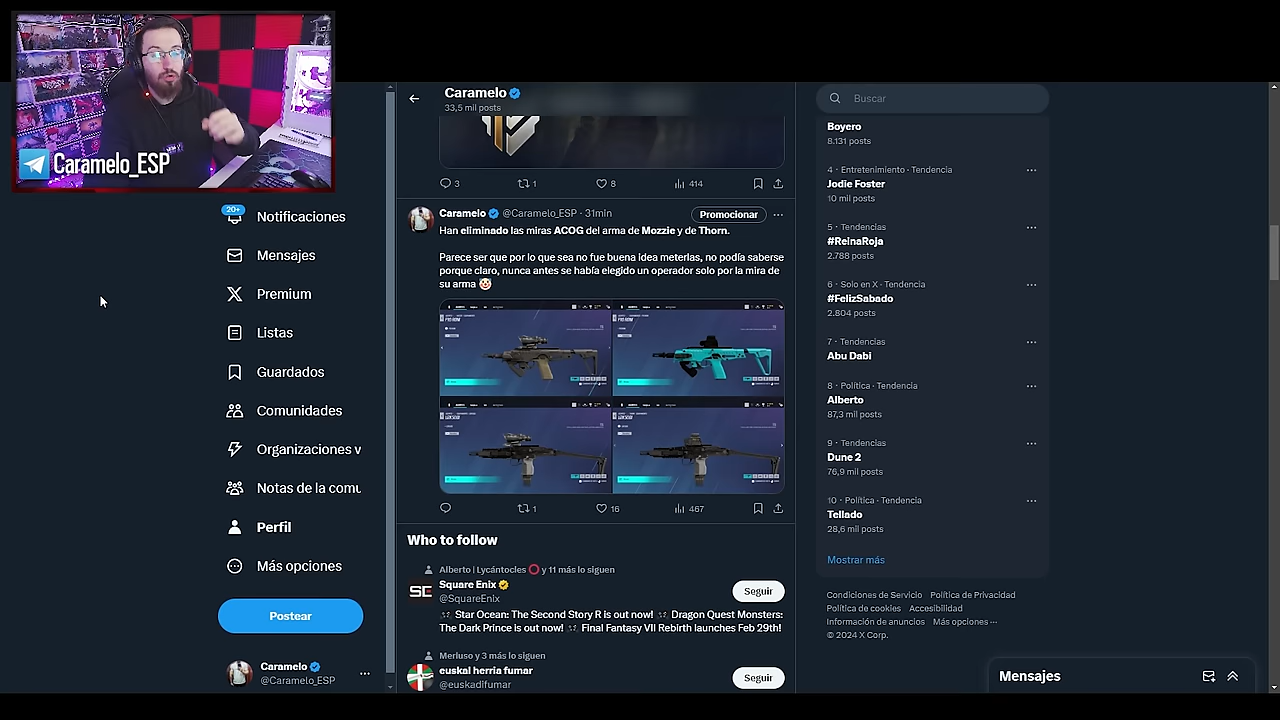 Caramelo_ESP
20+
Notificaciones
Mensajes
Premium
Listas
Guardados
Comunidades
Organizaciones v
Notas de la comu
Perfil
Más opciones
Postear
Caramelo
@Caramelo_ESP
Caramelo
33,5 mil posts
3
1
8
414
Caramelo @Caramelo_ESP · 31min
Promocionar
Han eliminado las miras ACOG del arma de Mozzie y de Thorn.
Parece ser que por lo que sea no fue buena idea meterlas, no podía saberse
porque claro, nunca antes se había elegido un operador solo por la mira de
su arma 🤡
1
16
467
Who to follow
Alberto | Lycántocles ⭕ y 11 más lo siguen
Square Enix
@SquareEnix
Seguir
Star Ocean: The Second Story R is out now! Dragon Quest Monsters:
The Dark Prince is out now! Final Fantasy VII Rebirth launches Feb 29th!
Merluso y 3 más lo siguen
euskal herria fumar
@euskadifumar
Seguir
Buscar
Boyero
8.131 posts
4 · Entretenimiento · Tendencia
Jodie Foster
10 mil posts
5 · Tendencias
#ReinaRoja
2.788 posts
6 · Solo en X · Tendencia
#FelizSabado
2.804 posts
7 · Tendencias
Abu Dabi
8 · Política · Tendencia
Alberto
87,3 mil posts
9 · Tendencias
Dune 2
76,9 mil posts
10 · Política · Tendencia
Tellado
28,6 mil posts
Mostrar más
Condiciones de Servicio Política de Privacidad
Política de cookies Accesibilidad
Información de anuncios Más opciones ···
© 2024 X Corp.
Mensajes